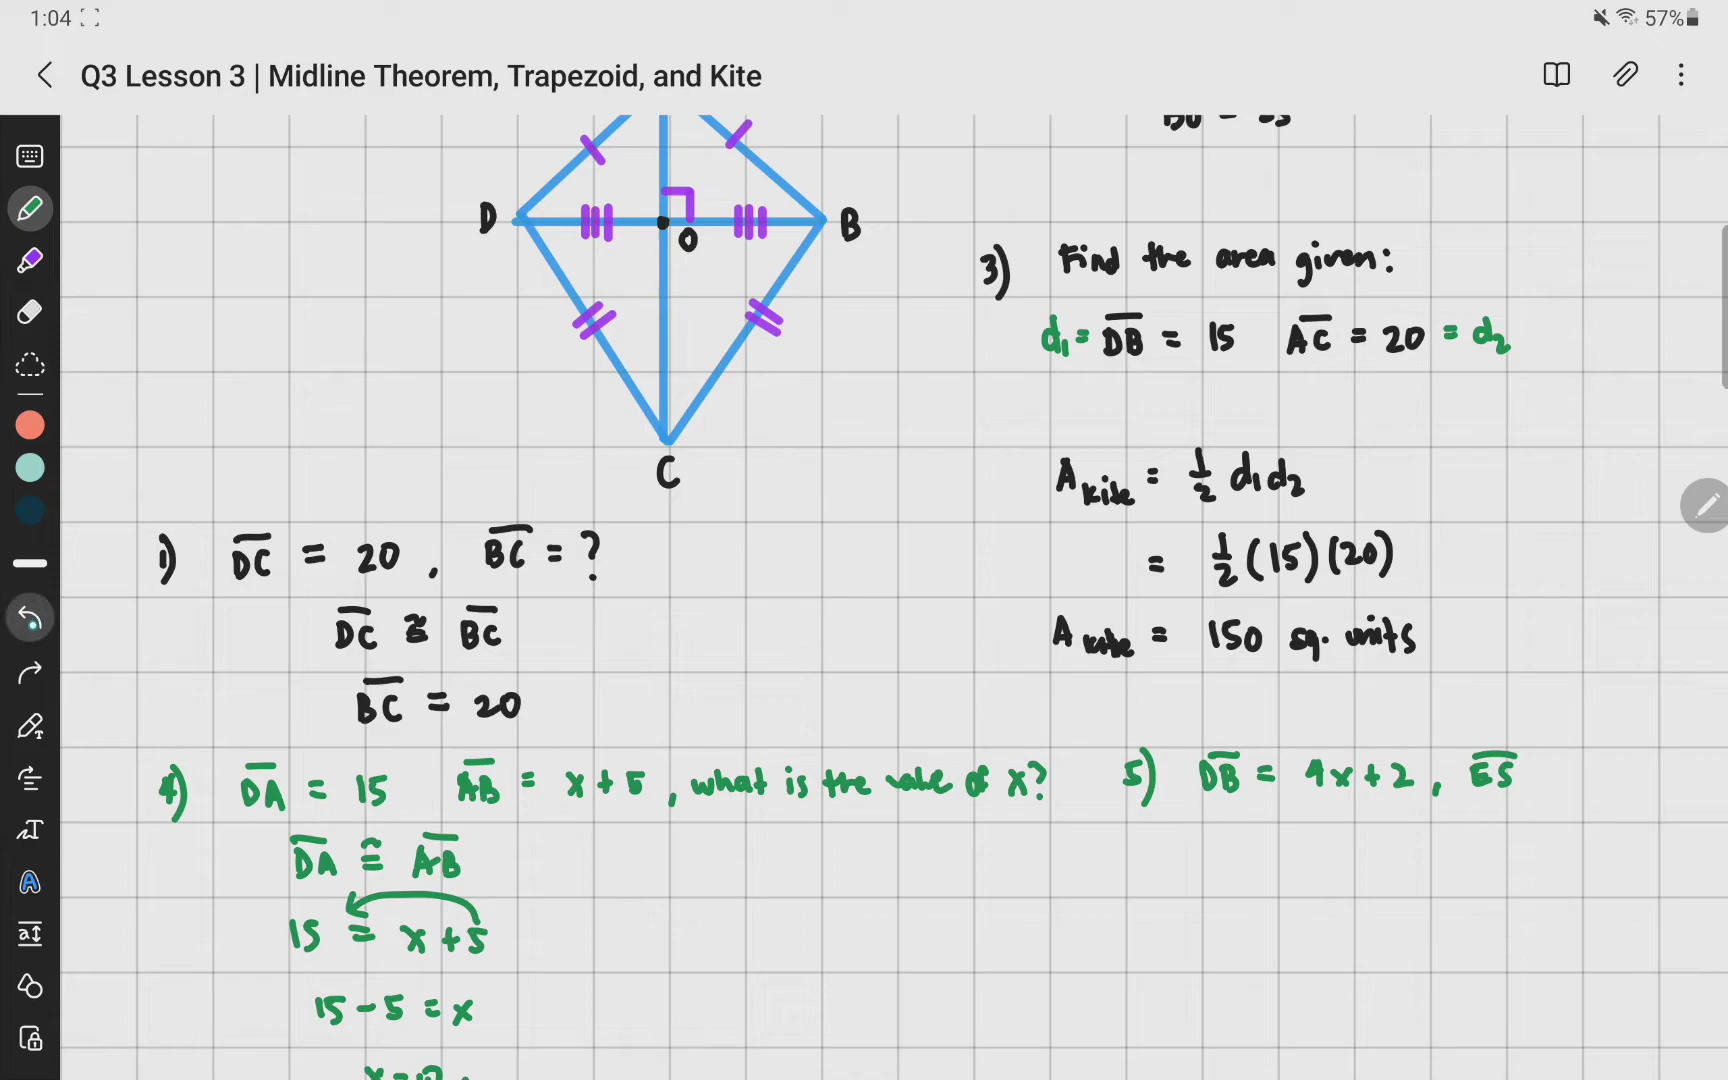 1:04
57%
Q3 Lesson 3 | Midline Theorem, Trapezoid, and Kite
D
B
O
C
3) Find the area given:
d₁ = DB = 15 AC = 20 = d₂
A kite = 1/2 d₁d₂
= 1/2 (15)(20)
A kite = 150 sq. units
1) DC = 20, BC = ?
DC ≅ BC
BC = 20
4) DA = 15 AB = x + 5, what is the value of x?
DA ≅ AB
15 = x + 5
15 - 5 = x
5) DB = 4x + 2, ES